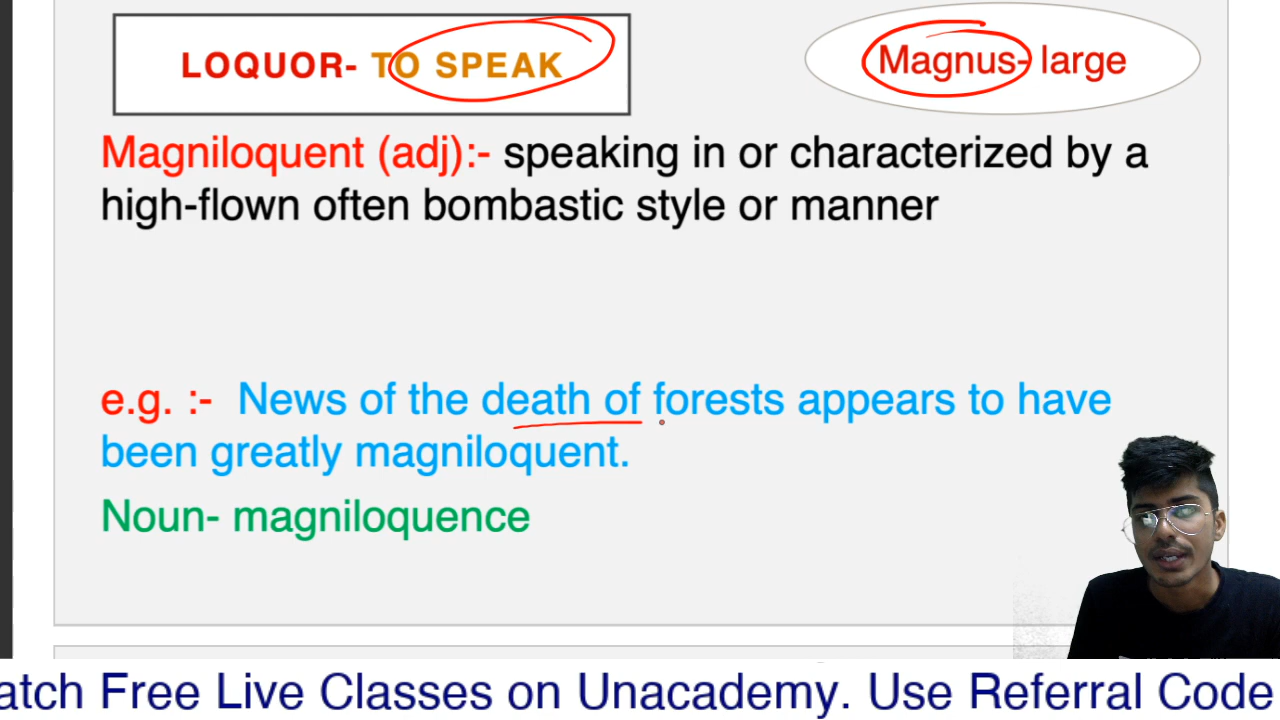 LOQUOR- TO SPEAK
Magnus- large
Magniloquent (adj):- speaking in or characterized by a
high-flown often bombastic style or manner
e.g. :- News of the death of forests appears to have
been greatly magniloquent.
Noun- magniloquence
atch Free Live Classes on Unacademy. Use Referral Code